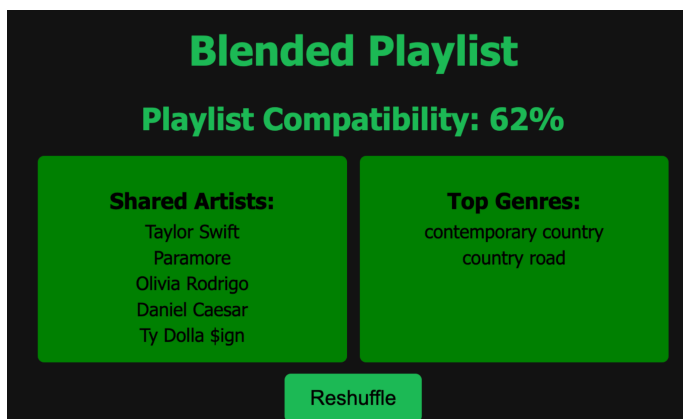 Blended Playlist
Playlist Compatibility: 62%
Shared Artists:
Taylor Swift
Paramore
Olivia Rodrigo
Daniel Caesar
Ty Dolla $ign
Top Genres:
contemporary country
country road
Reshuffle